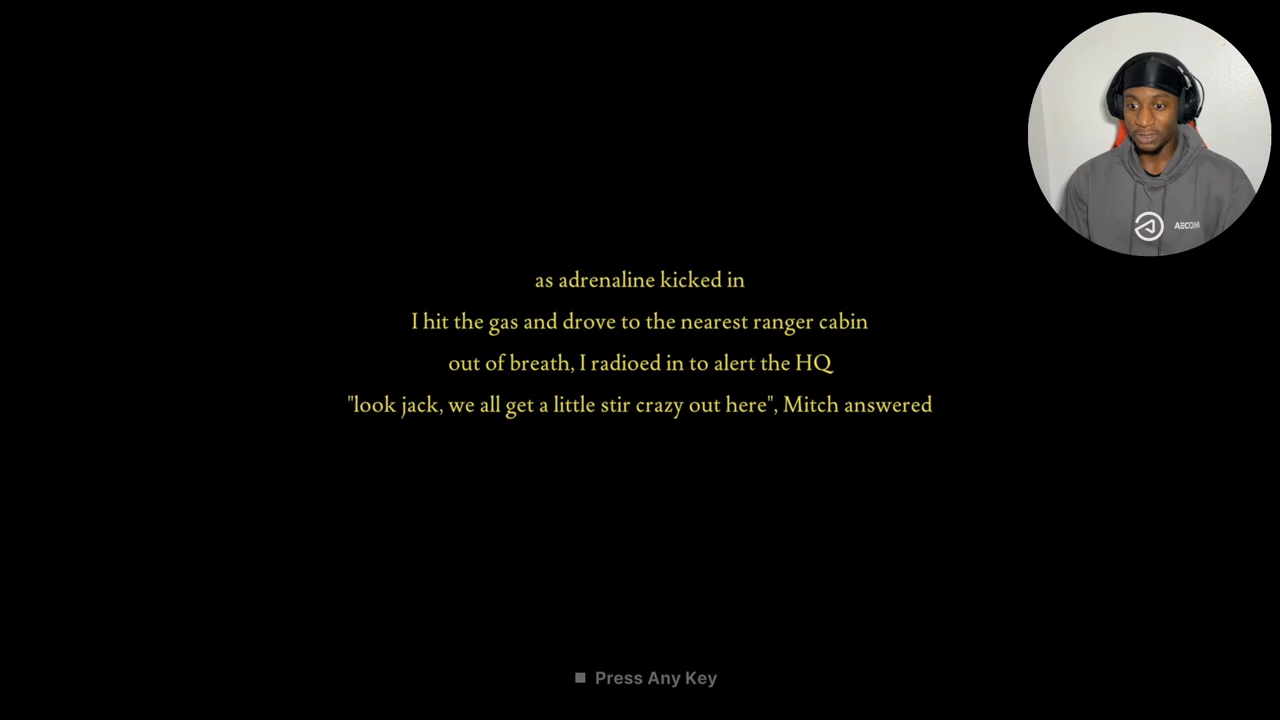 as adrenaline kicked in
I hit the gas and drove to the nearest ranger cabin
out of breath, I radioed in to alert the HQ
"look jack, we all get a little stir crazy out here", Mitch answered
AECOM
Press Any Key